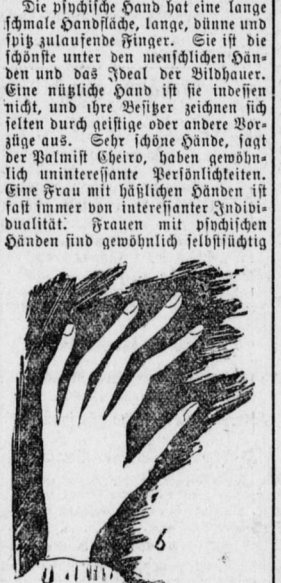 Die psychische Hand hat eine lange
schmale Handfläche, lange, dünne und
spitz zulaufende Finger. Sie ist die
schönste unter den menschlichen Hän-
den und das Ideal der Bildhauer.
Eine nützliche Hand ist sie indessen
nicht, und ihre Besitzer zeichnen sich
selten durch geistige oder andere Vor-
züge aus. Sehr schöne Hände, sagt
der Palmist Cheiro, haben gewöhn-
lich uninteressante Persönlichkeiten.
Eine Frau mit häßlichen Händen ist
fast immer von interessanter Indivi-
dualität. Frauen mit psychischen
Händen sind gewöhnlich selbstsüchtig
6